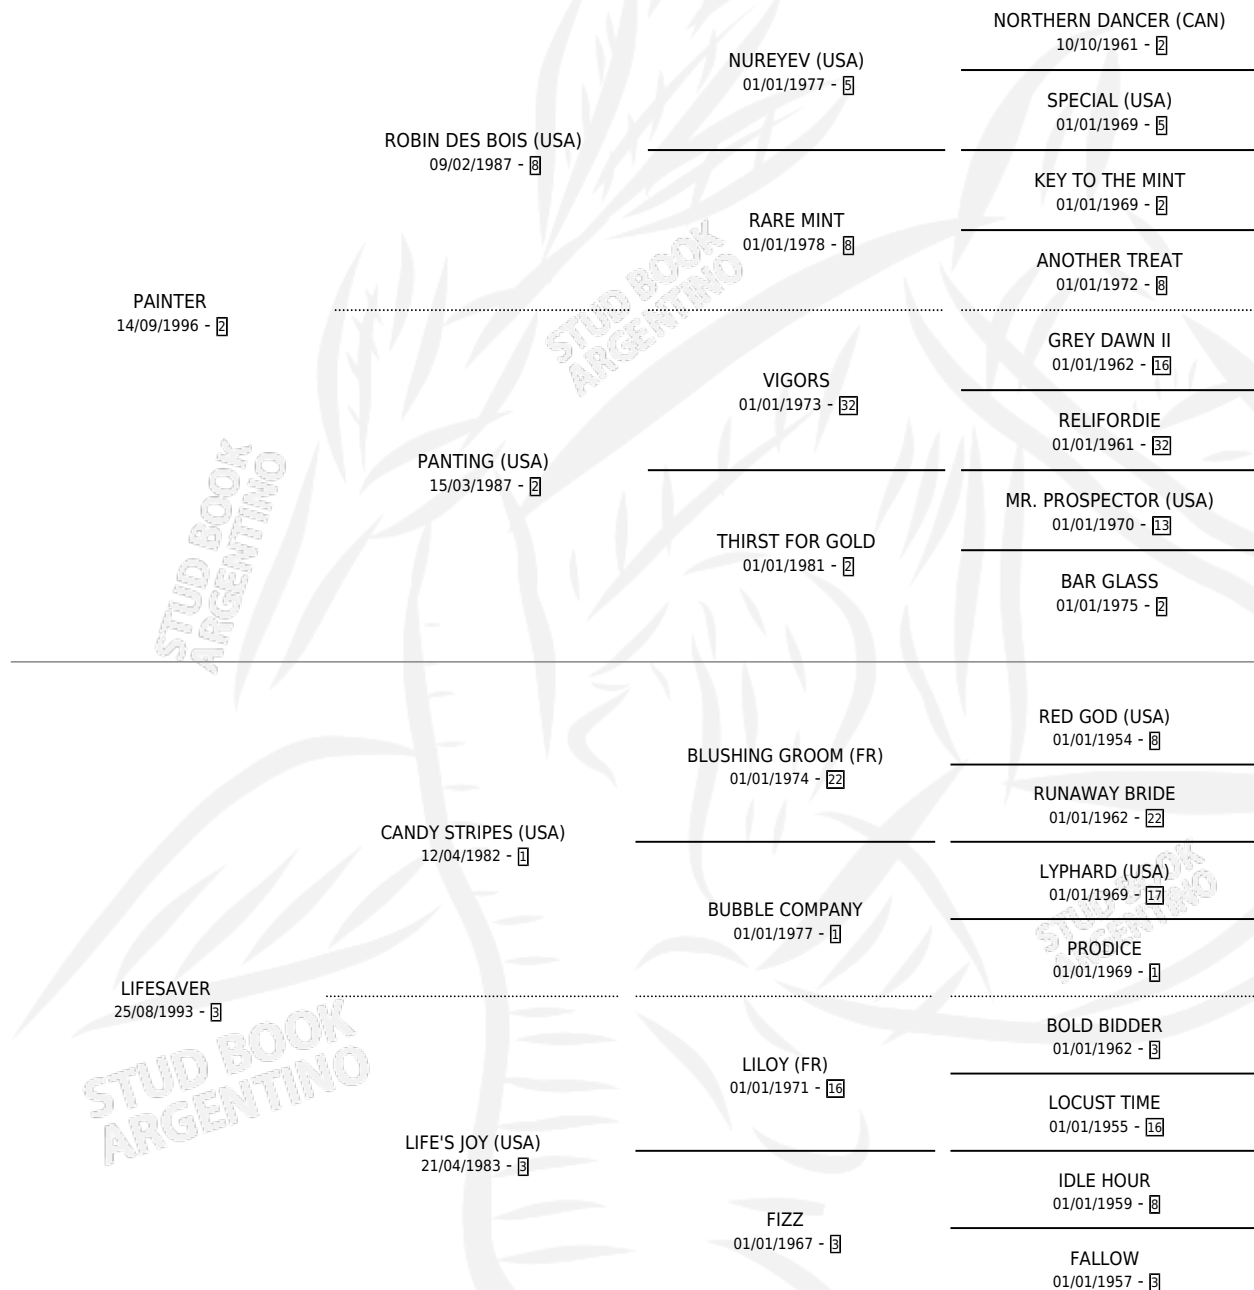 NORTHERN DANCER (CAN)
10/10/1961 - 2
NUREYEV (USA)
01/01/1977 - 5
SPECIAL (USA)
01/01/1969 - 5
ROBIN DES BOIS (USA)
09/02/1987 - 8
KEY TO THE MINT
01/01/1969 - 2
RARE MINT
01/01/1978 - 8
ANOTHER TREAT
01/01/1972 - 8
PAINTER
14/09/1996 - 2
GREY DAWN II
01/01/1962 - 16
VIGORS
01/01/1973 - 32
RELIFORDIE
01/01/1961 - 32
PANTING (USA)
15/03/1987 - 2
MR. PROSPECTOR (USA)
01/01/1970 - 13
THIRST FOR GOLD
01/01/1981 - 2
BAR GLASS
01/01/1975 - 2
RED GOD (USA)
01/01/1954 - 8
BLUSHING GROOM (FR)
01/01/1974 - 22
RUNAWAY BRIDE
01/01/1962 - 22
CANDY STRIPES (USA)
12/04/1982 - 1
LYPHARD (USA)
01/01/1969 - 17
BUBBLE COMPANY
01/01/1977 - 1
PRODICE
01/01/1969 - 1
LIFESAVER
25/08/1993 - 3
BOLD BIDDER
01/01/1962 - 3
LILOY (FR)
01/01/1971 - 16
LOCUST TIME
01/01/1955 - 16
LIFE'S JOY (USA)
21/04/1983 - 3
IDLE HOUR
01/01/1959 - 8
FIZZ
01/01/1967 - 3
FALLOW
01/01/1957 - 3
STUD BOOK
ARGENTINO
STUD BOOK
ARGENTINO
STUD BOOK
ARGENTINO
STUD BOOK
ARGENTINO